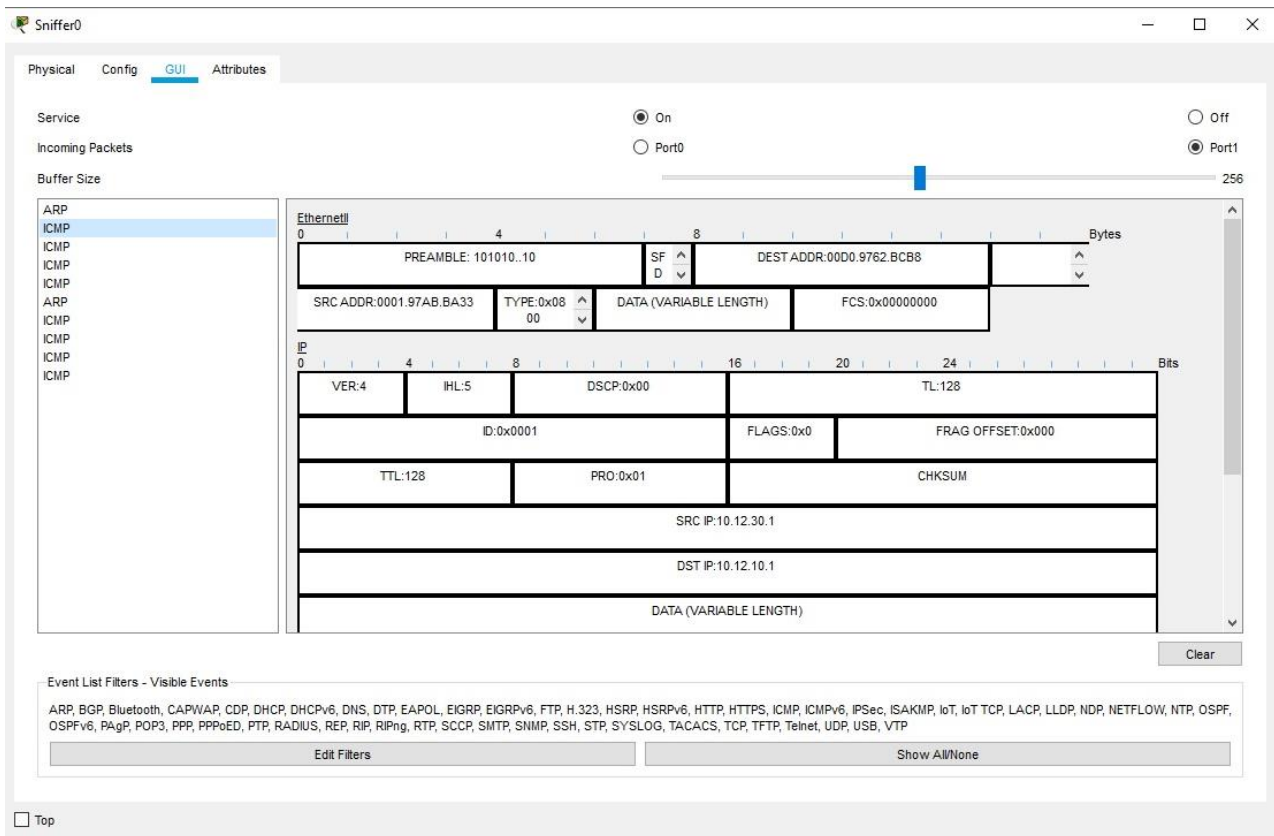 Sniffer0
Physical Config GUI Attributes
Service On Off
Incoming Packets Port0 Port1
Buffer Size 256
ARP
ICMP
ICMP
ICMP
ICMP
ARP
ICMP
ICMP
ICMP
ICMP
EthernetII
0 4 8 Bytes
PREAMBLE: 101010..10 SF D DEST ADDR:00D0.9762.BCB8
SRC ADDR:0001.97AB.BA33 TYPE:0x08 00 DATA (VARIABLE LENGTH) FCS:0x00000000
IP
0 4 8 16 20 24 Bits
VER:4 IHL:5 DSCP:0x00 TL:128
ID:0x0001 FLAGS:0x0 FRAG OFFSET:0x000
TTL:128 PRO:0x01 CHKSUM
SRC IP:10.12.30.1
DST IP:10.12.10.1
DATA (VARIABLE LENGTH)
Clear
Event List Filters - Visible Events
ARP, BGP, Bluetooth, CAPWAP, CDP, DHCP, DHCPv6, DNS, DTP, EAPOL, EIGRP, EIGRPv6, FTP, H.323, HSRP, HSRPv6, HTTP, HTTPS, ICMP, ICMPv6, IPSec, ISAKMP, IoT, IoT TCP, LACP, LLDP, NDP, NETFLOW, NTP, OSPF,
OSPFv6, PAgP, POP3, PPP, PPPoED, PTP, RADIUS, REP, RIP, RIPng, RTP, SCCP, SMTP, SNMP, SSH, STP, SYSLOG, TACACS, TCP, TFTP, Telnet, UDP, USB, VTP
Edit Filters Show All/None
Top